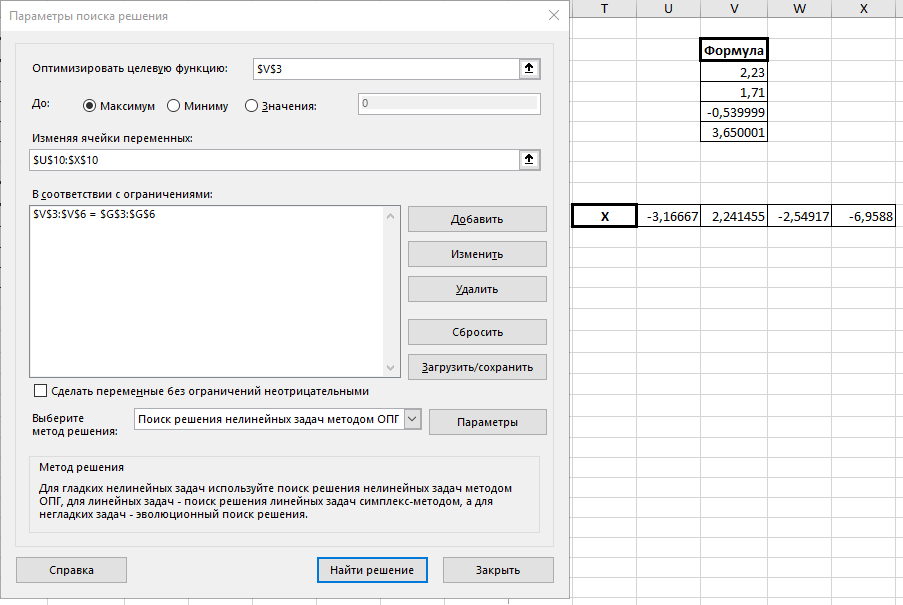 Параметры поиска решения
T U V W X
Оптимизировать целевую функцию: $V$3
До: Максимум Миниму Значения: 0
Изменяя ячейки переменных:
$U$10:$X$10
В соответствии с ограничениями:
$V$3:$V$6 = $G$3:$G$6
Добавить
Изменить
Удалить
Сбросить
Загрузить/сохранить
Сделать переменные без ограничений неотрицательными
Выберите
метод решения:
Поиск решения нелинейных задач методом ОПГ
Параметры
Метод решения
Для гладких нелинейных задач используйте поиск решения нелинейных задач методом
ОПГ, для линейных задач - поиск решения линейных задач симплекс-методом, а для
негладких задач - эволюционный поиск решения.
Справка Найти решение Закрыть
Формула
2,23
1,71
-0,539999
3,650001
X -3,16667 2,241455 -2,54917 -6,9588